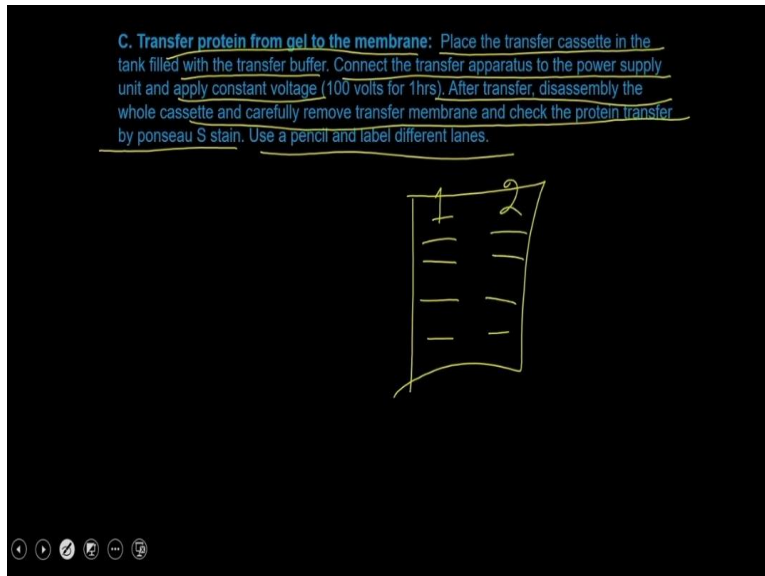 C. Transfer protein from gel to the membrane: Place the transfer cassette in the
tank filled with the transfer buffer. Connect the transfer apparatus to the power supply
unit and apply constant voltage (100 volts for 1hrs). After transfer, disassembly the
whole cassette and carefully remove transfer membrane and check the protein transfer
by ponseau S stain. Use a pencil and label different lanes.
1 2